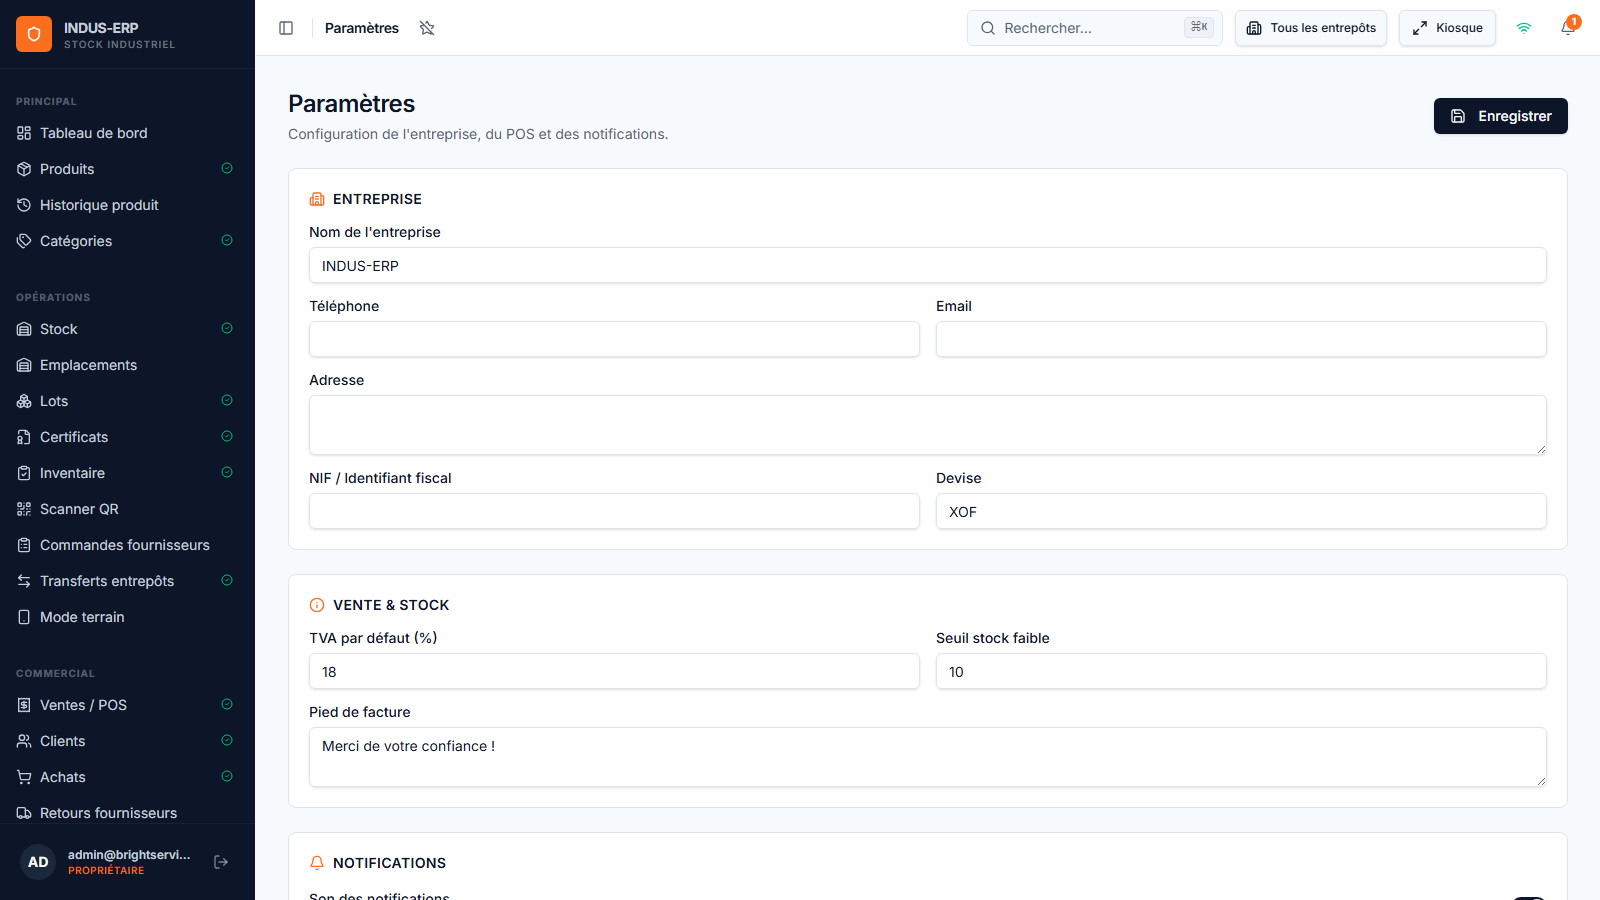 INDUS-ERP
STOCK INDUSTRIEL
PRINCIPAL
Tableau de bord
Produits
Historique produit
Catégories
OPÉRATIONS
Stock
Emplacements
Lots
Certificats
Inventaire
Scanner QR
Commandes fournisseurs
Transferts entrepôts
Mode terrain
COMMERCIAL
Ventes / POS
Clients
Achats
Retours fournisseurs
AD
admin@brightservi...
PROPRIÉTAIRE
Paramètres
Rechercher...
⌘K
Tous les entrepôts
Kiosque
1
Paramètres
Configuration de l'entreprise, du POS et des notifications.
Enregistrer
ENTREPRISE
Nom de l'entreprise
INDUS-ERP
Téléphone
Email
Adresse
NIF / Identifiant fiscal
Devise
XOF
VENTE & STOCK
TVA par défaut (%)
Seuil stock faible
18
10
Pied de facture
Merci de votre confiance !
NOTIFICATIONS
Son des notifications